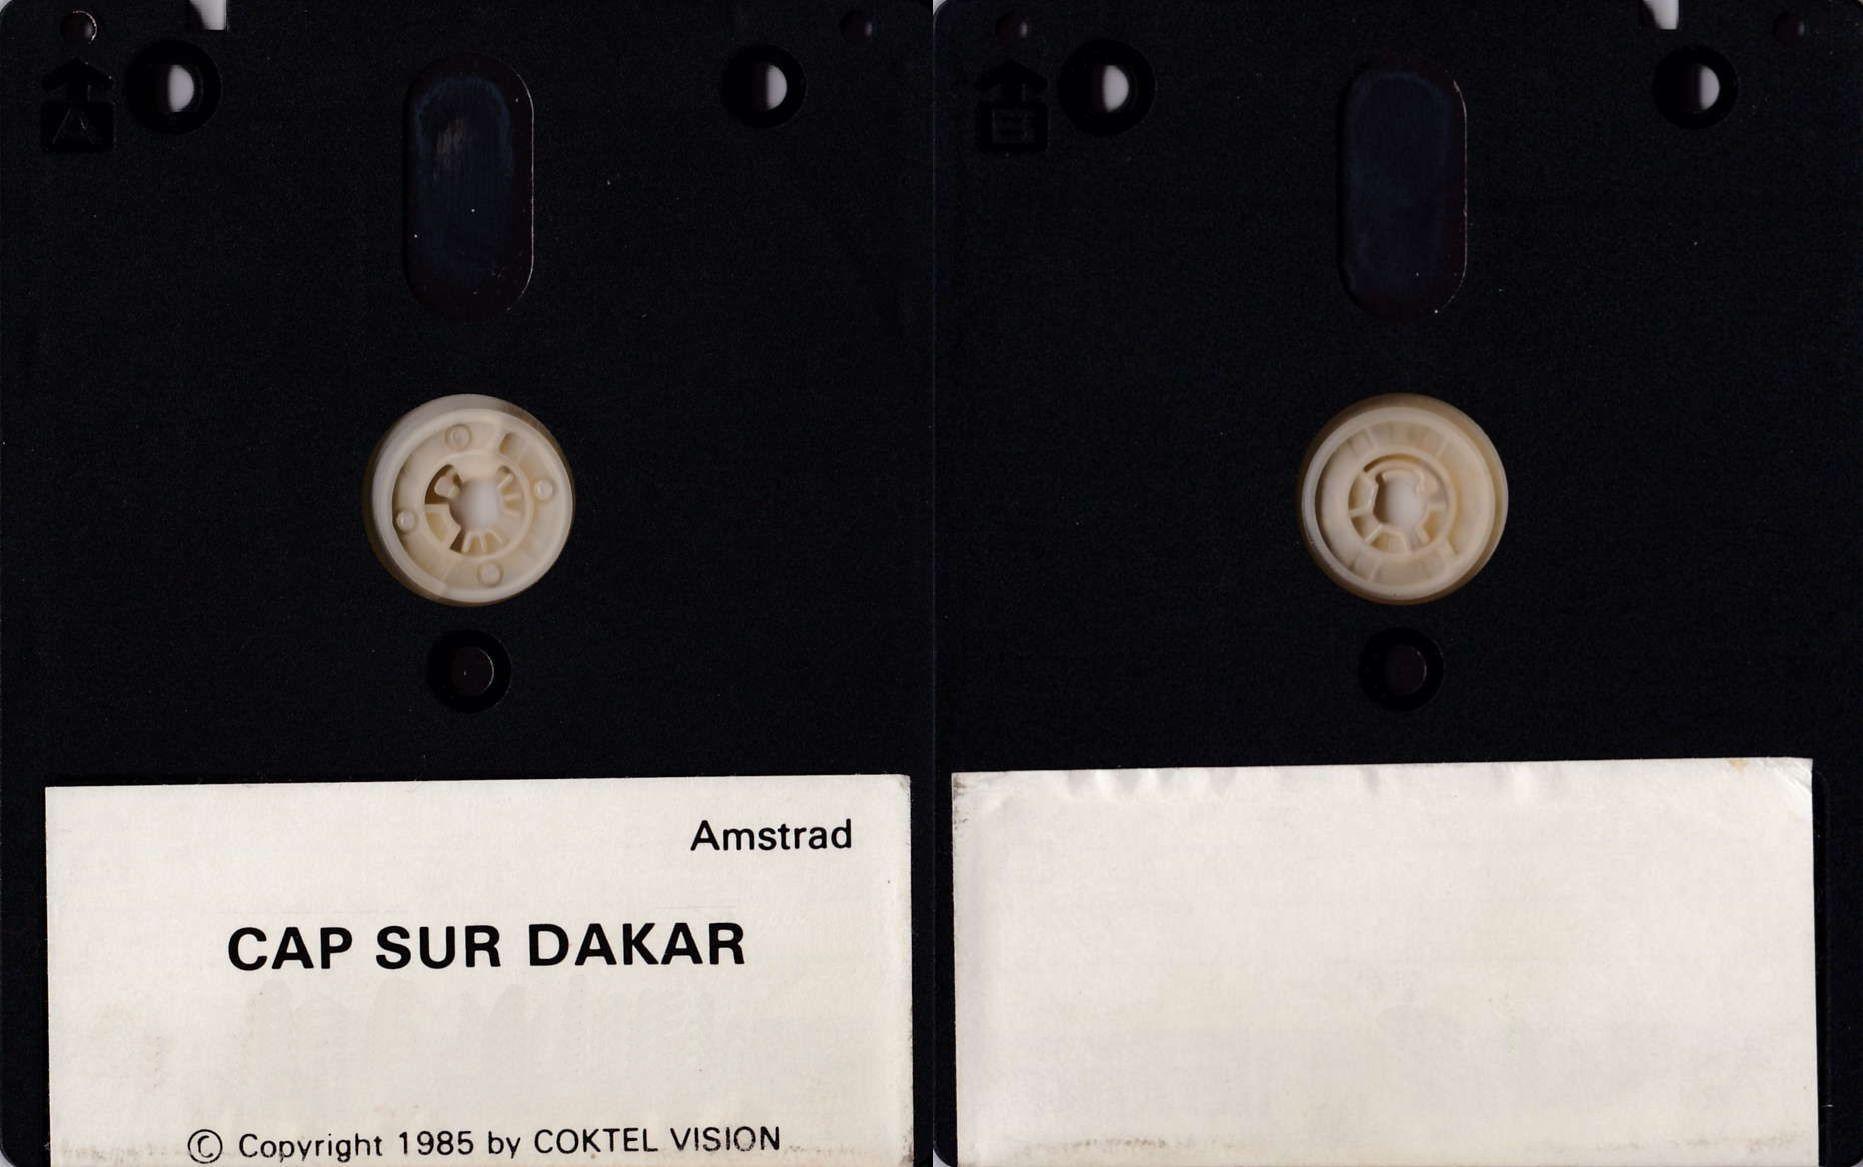 A
B
Amstrad
CAP SUR DAKAR
© Copyright 1985 by COKTEL VISION